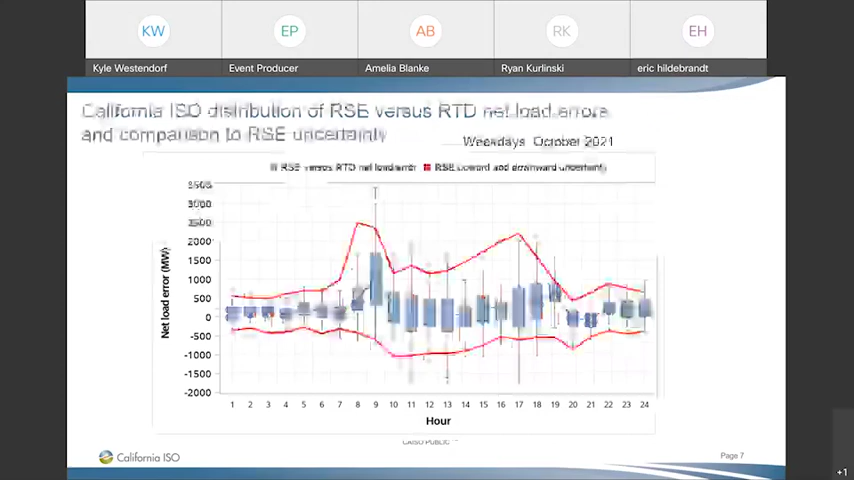 KW
EP
AB
RK
EH
Kyle Westendorf
Event Producer
Amelia Blanke
Ryan Kurlinski
eric hildebrandt
California ISO distribution of RSE versus RTD net load errors
and comparison to RSE uncertainty
Weekdays October 2021
RSE versus RTD net load error
RSE upward and downward uncertainty
3500
3000
2500
2000
1500
1000
500
0
-500
-1000
-1500
-2000
Net load error (MW)
1 2 3 4 5 6 7 8 9 10 11 12 13 14 15 16 17 18 19 20 21 22 23 24
Hour
CAISO PUBLIC
California ISO
Page 7
+1